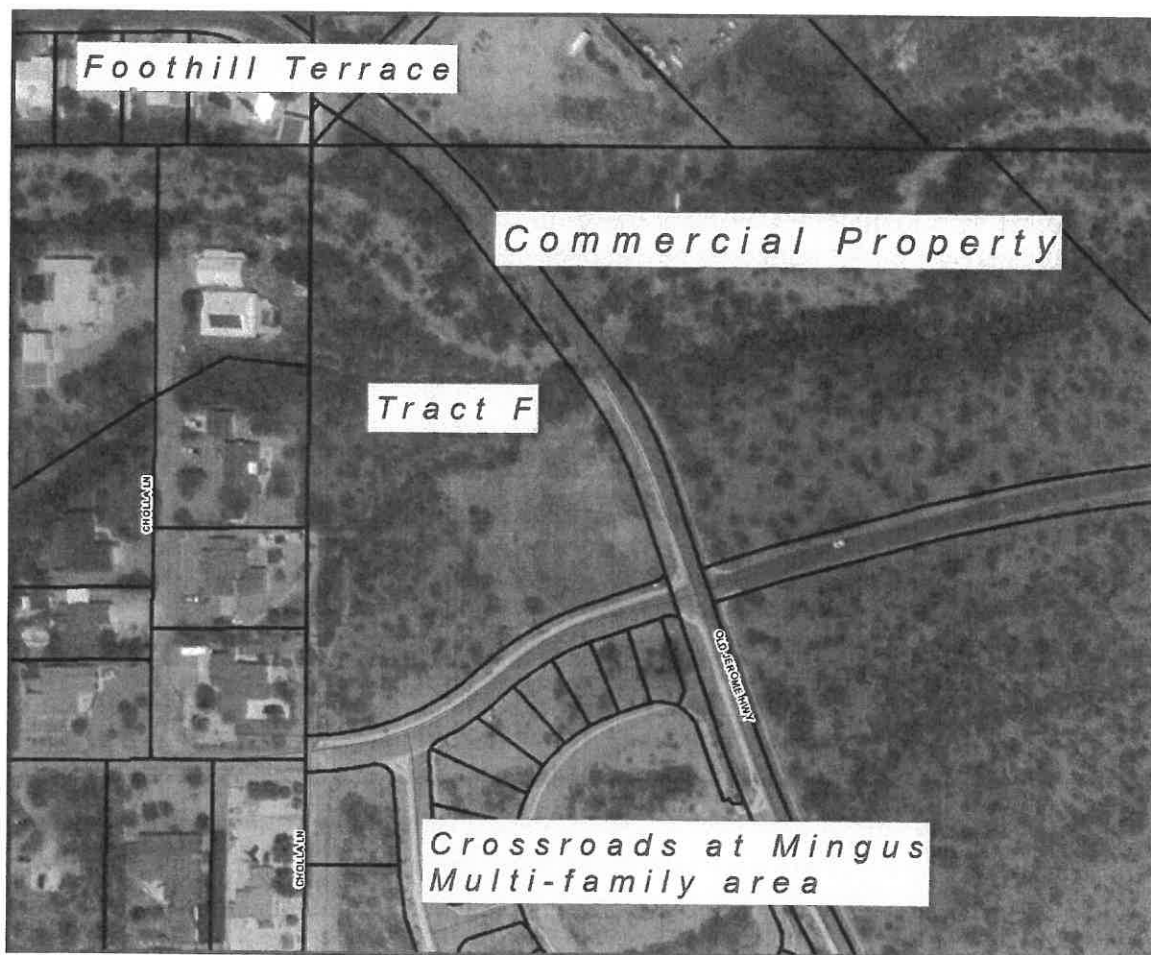 Foothill Terrace
Commercial Property
Tract F
CHOLLA LN
OLD JEROME HWY
Crossroads at Mingus
Multi-family area
CHOLLA LN